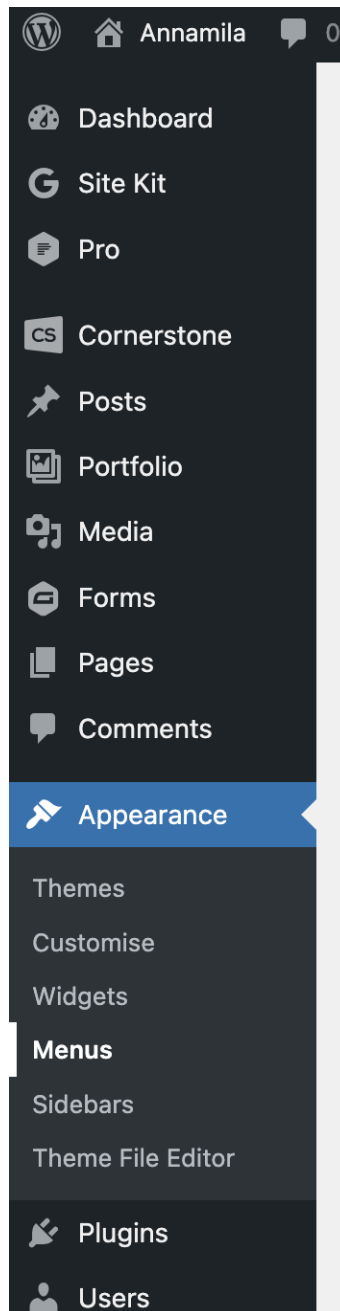 Annamila 0
Dashboard
Site Kit
Pro
CS Cornerstone
Posts
Portfolio
Media
Forms
Pages
Comments
Appearance
Themes
Customise
Widgets
Menus
Sidebars
Theme File Editor
Plugins
Users